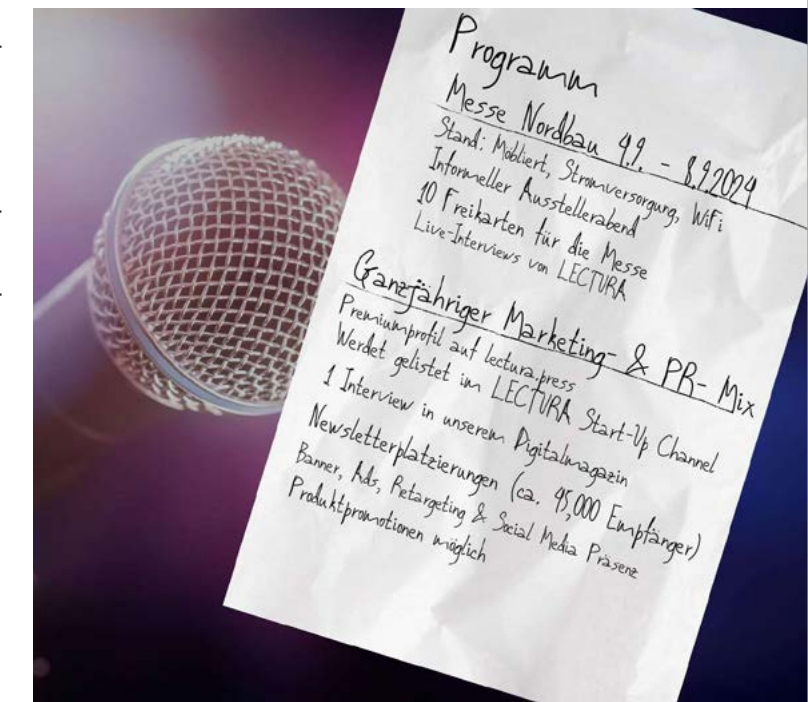 Programm
Messe Nordbau 4.9. - 8.9.2024
Stand: Möbliert, Stromversorgung, WiFi
Informeller Ausstellerabend
10 Freikarten für die Messe
Live-Interviews von LECTURA
Ganzjähriger Marketing- & PR-Mix
Premiumprofil auf lectura.press
Werdet gelistet im LECTURA Start-Up Channel
1 Interview in unserem Digitalmagazin
Newsletterplatzierungen (ca. 45,000 Empfänger)
Banner, Ads, Retargeting & Social Media Präsenz
Produktpromotionen möglich